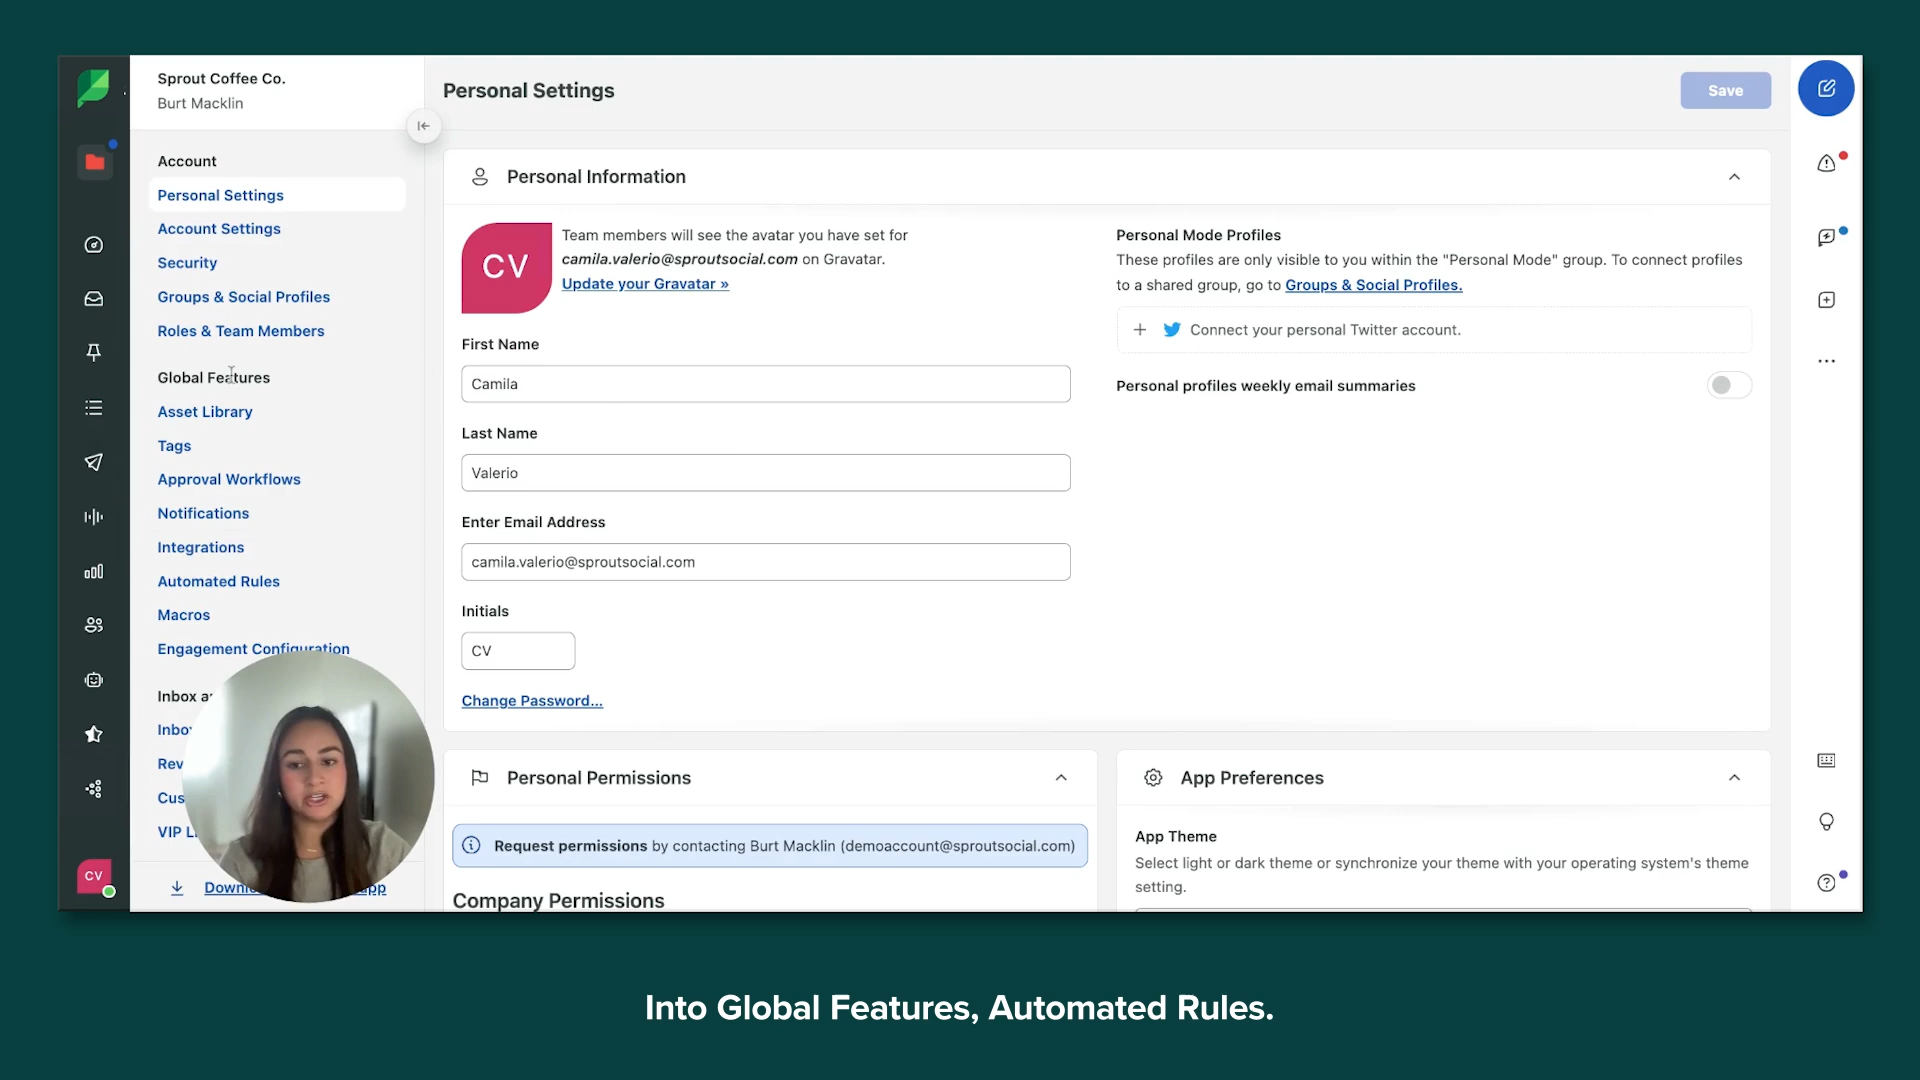 Sprout Coffee Co.
Burt Macklin
Account
Personal Settings
Account Settings
Security
Groups & Social Profiles
Roles & Team Members
Global Features
Asset Library
Tags
Approval Workflows
Notifications
Integrations
Automated Rules
Macros
Engagement Configuration
Inbox
Inbo
Rev
Cus
VIP
CV
Personal Settings
Save
Personal Information
CV
Team members will see the avatar you have set for
camila.valerio@sproutsocial.com on Gravatar.
Update your Gravatar »
First Name
Camila
Last Name
Valerio
Enter Email Address
camila.valerio@sproutsocial.com
Initials
CV
Change Password...
Personal Mode Profiles
These profiles are only visible to you within the "Personal Mode" group. To connect profiles
to a shared group, go to Groups & Social Profiles.
Connect your personal Twitter account.
Personal profiles weekly email summaries
Personal Permissions
Request permissions by contacting Burt Macklin (demoaccount@sproutsocial.com)
Company Permissions
App Preferences
App Theme
Select light or dark theme or synchronize your theme with your operating system's theme
setting.
Into Global Features, Automated Rules.